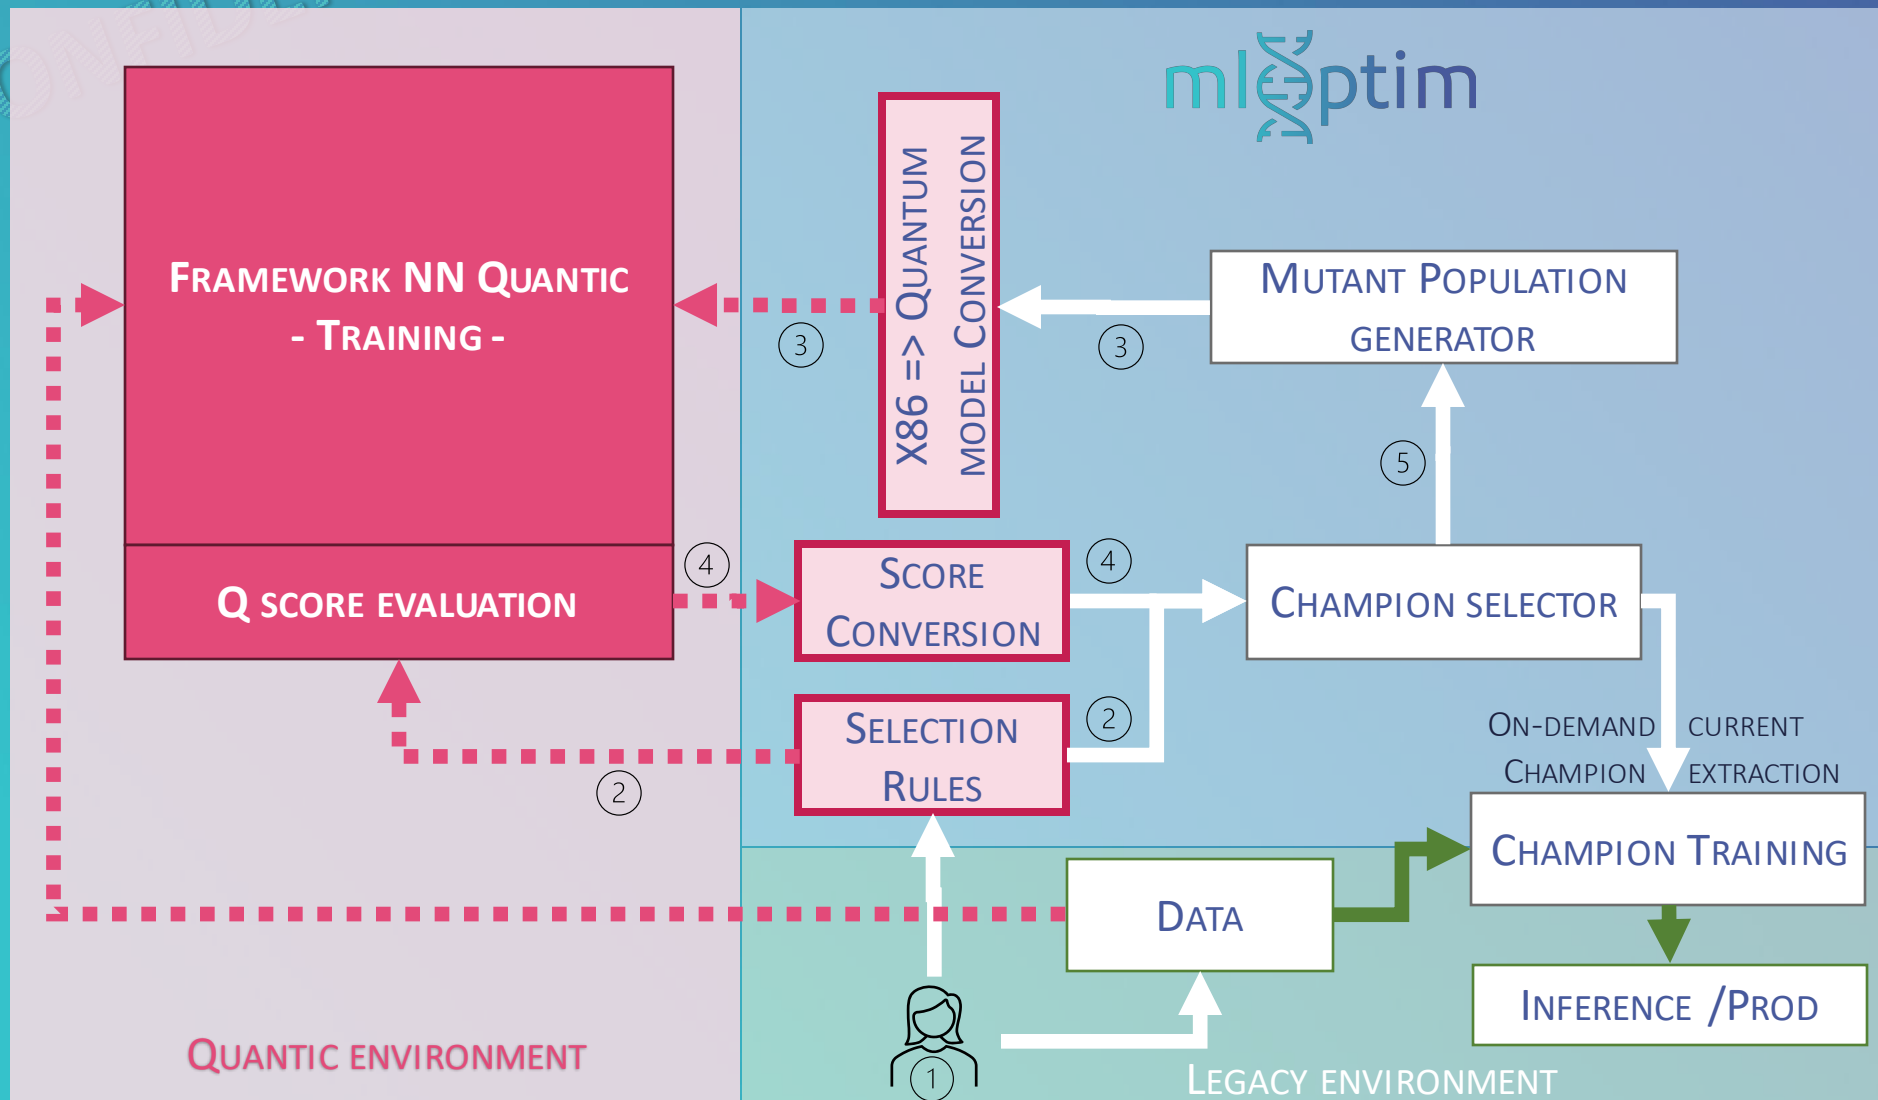 mloptim
FRAMEWORK NN QUANTIC
- TRAINING -
Q SCORE EVALUATION
X86 => QUANTUM
MODEL CONVERSION
MUTANT POPULATION
GENERATOR
3
3
5
4
SCORE
CONVERSION
4
CHAMPION SELECTOR
SELECTION
RULES
2
2
ON-DEMAND CURRENT
CHAMPION EXTRACTION
CHAMPION TRAINING
DATA
INFERENCE /PROD
1
QUANTIC ENVIRONMENT
LEGACY ENVIRONMENT